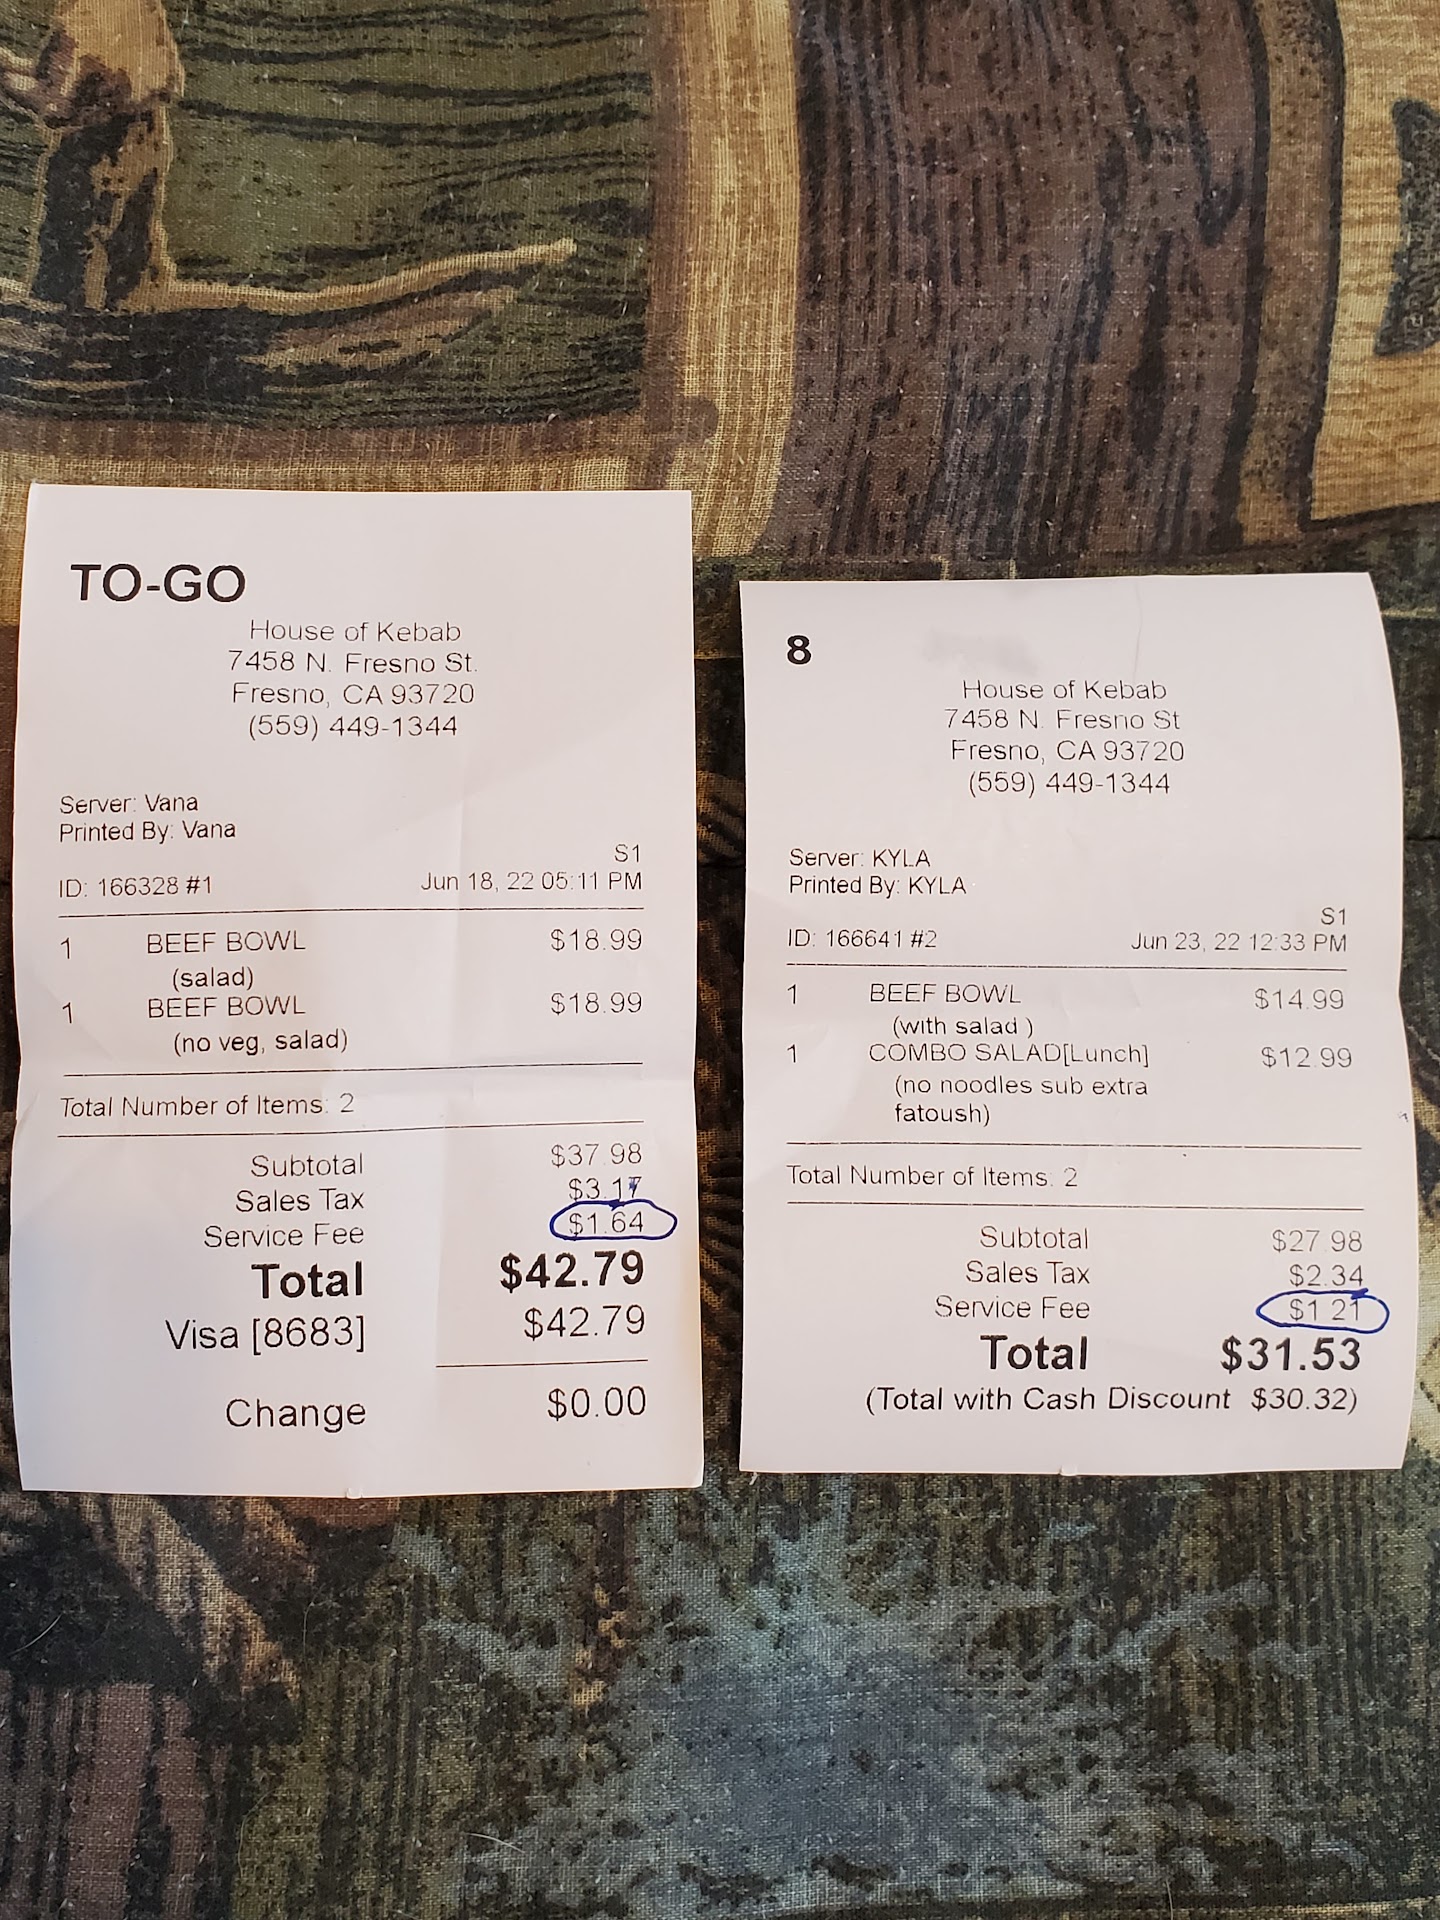 TO-GO
House of Kebab
7458 N. Fresno St.
Fresno, CA 93720
(559) 449-1344
Server: Vana
Printed By: Vana
S1
ID: 166328 #1 Jun 18, 22 05:11 PM
1 BEEF BOWL $18.99
(salad)
1 BEEF BOWL $18.99
(no veg, salad)
Total Number of Items: 2
Subtotal $37.98
Sales Tax $3.17
Service Fee $1.64
Total $42.79
Visa [8683] $42.79
Change $0.00
8
House of Kebab
7458 N. Fresno St
Fresno, CA 93720
(559) 449-1344
Server: KYLA
Printed By: KYLA
S1
ID: 166641 #2 Jun 23, 22 12:33 PM
1 BEEF BOWL $14.99
(with salad )
1 COMBO SALAD[Lunch] $12.99
(no noodles sub extra
fatoush)
Total Number of Items: 2
Subtotal $27.98
Sales Tax $2.34
Service Fee $1.21
Total $31.53
(Total with Cash Discount $30.32)